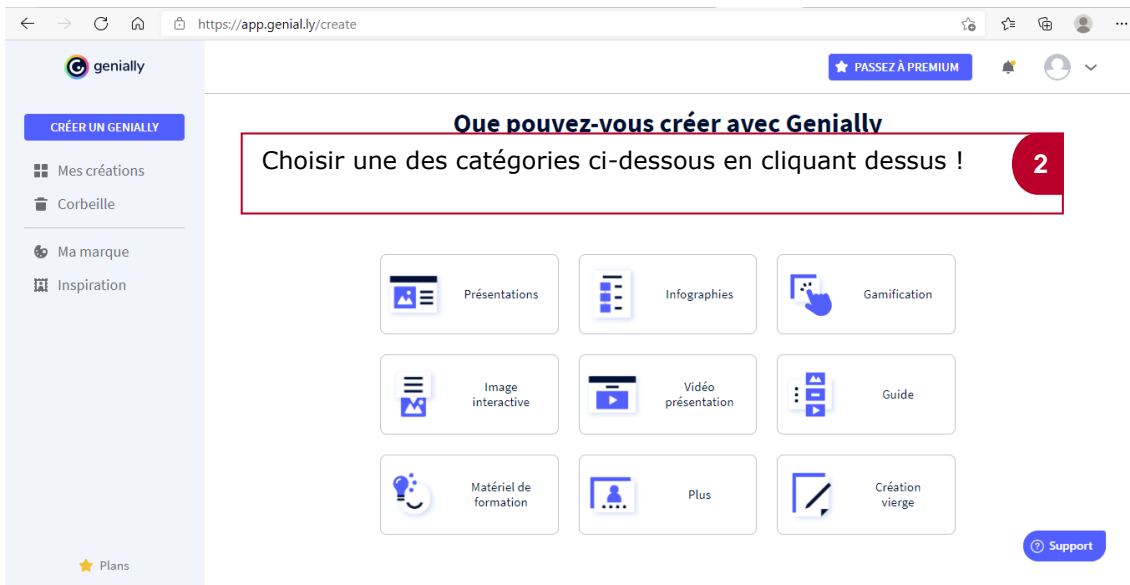 https://app.genial.ly/create
genially
PASSEZ À PREMIUM
CRÉER UN GENIALLY
Mes créations
Corbeille
Ma marque
Inspiration
Plans
Que pouvez-vous créer avec Genially
Choisir une des catégories ci-dessous en cliquant dessus !
2
Présentations
Infographies
Gamification
Image
interactive
Vidéo
présentation
Guide
Matériel de
formation
Plus
Création
vierge
Support